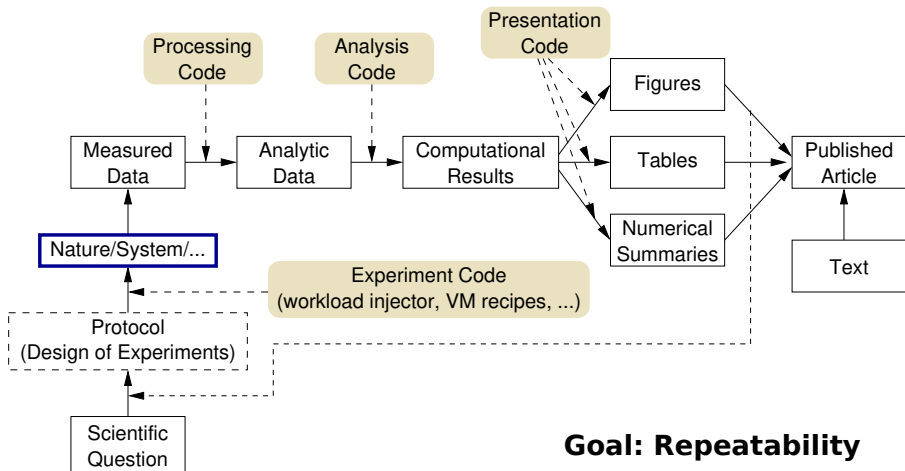 Processing
Code
Analysis
Code
Presentation
Code
Figures
Measured
Data
Analytic
Data
Computational
Results
Tables
Published
Article
Numerical
Summaries
Nature/System/...
Text
Experiment Code
(workload injector, VM recipes, ...)
Protocol
(Design of Experiments)
Scientific
Question
Goal: Repeatability